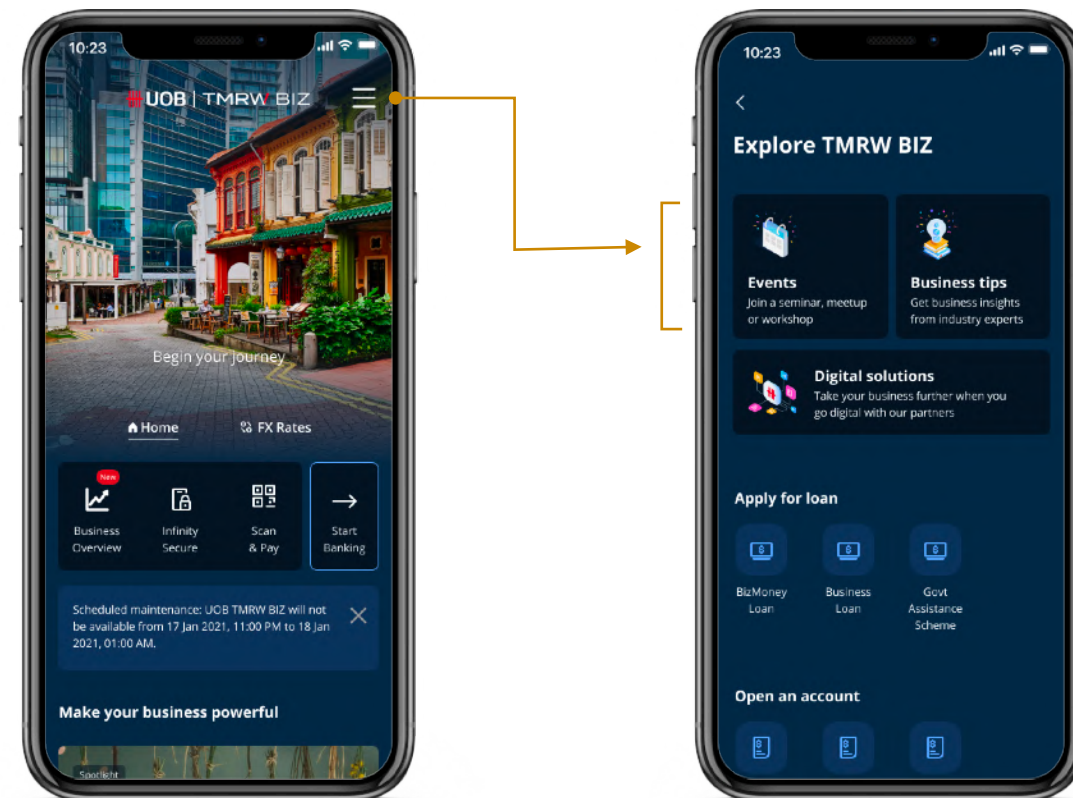 10:23
UOB | TMRW BIZ
Begin your journey
Home
FX Rates
New
Business
Overview
Infinity
Secure
Scan
& Pay
Start
Banking
Scheduled maintenance: UOB TMRW BIZ will not
be available from 17 Jan 2021, 11:00 PM to 18 Jan
2021, 01:00 AM.
Make your business powerful
Spotlight
10:23
Explore TMRW BIZ
Events
Join a seminar, meetup
or workshop
Business tips
Get business insights
from industry experts
Digital solutions
Take your business further when you
go digital with our partners
Apply for loan
BizMoney
Loan
Business
Loan
Govt
Assistance
Scheme
Open an account